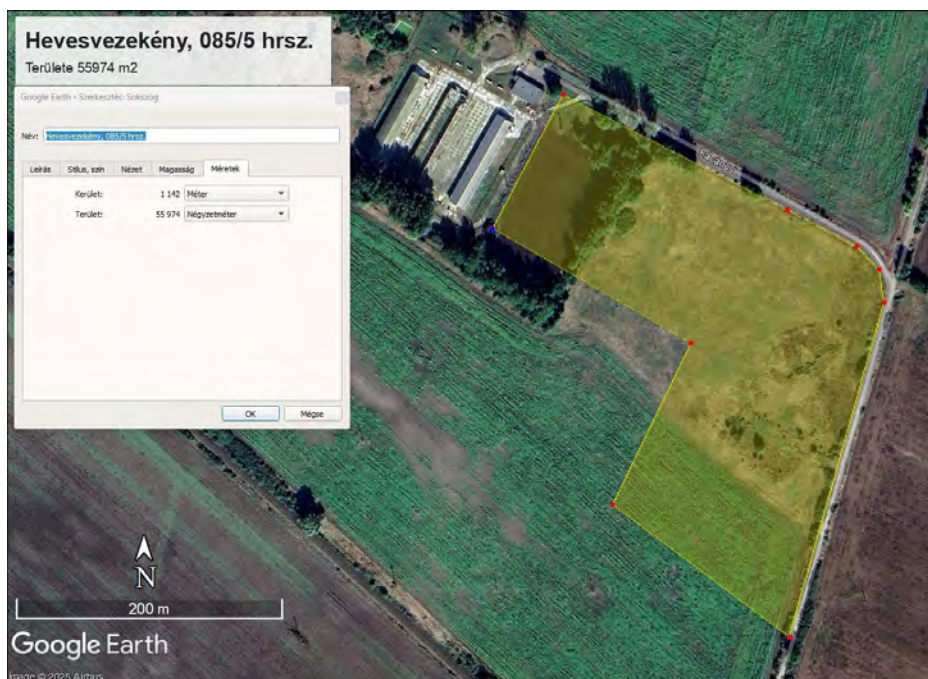 Hevesvezekény, 085/5 hrsz.
Területe 55974 m2
Google Earth - Szerkesztés: Sokszög
Név: Hevesvezekény, 085/5 hrsz.
Leírás Stílus, szín Nézet Magasság Méretek
Kerület: 1 142 Méter
Terület: 55 974 Négyzetméter
OK Mégse
N
200 m
Google Earth
Image © 2025 Airbus